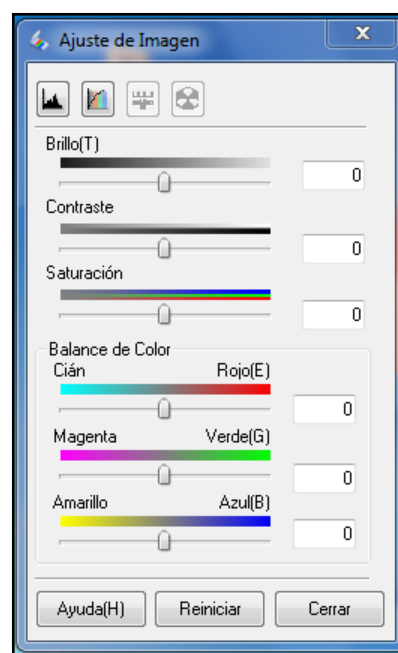 Ajuste de Imagen
Brillo(T)
0
Contraste
0
Saturación
0
Balance de Color
Cián Rojo(E)
0
Magenta Verde(G)
0
Amarillo Azul(B)
0
Ayuda(H) Reiniciar Cerrar